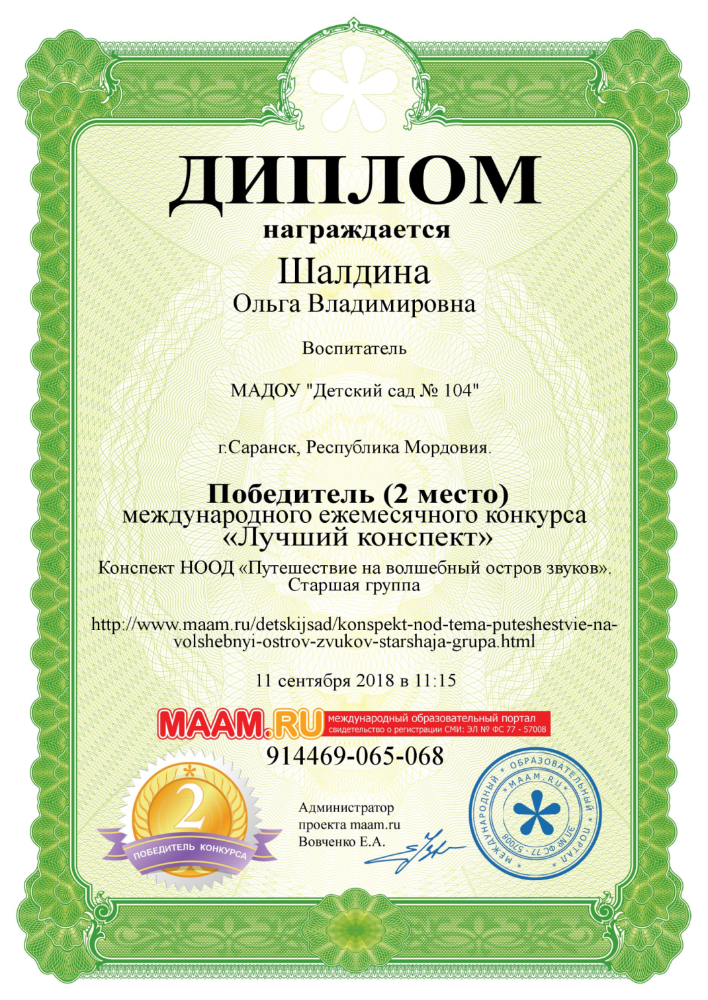 ДИПЛОМ
награждается
Шалдина
Ольга Владимировна
Воспитатель
МАДОУ "Детский сад № 104"
г.Саранск, Республика Мордовия.
Победитель (2 место)
международного ежемесячного конкурса
«Лучший конспект»
Конспект НООД «Путешествие на волшебный остров звуков».
Старшая группа
http://www.maam.ru/detskijsad/konspekt-nod-tema-puteshestvie-na-
volshebnyi-ostrov-zvukov-starshaja-grupa.html
11 сентября 2018 в 11:15
MAAM.RU
международный образовательный портал
свидетельство о регистрации СМИ: ЭЛ № ФС 77 - 57008
914469-065-068
2
ПОБЕДИТЕЛЬ КОНКУРСА
Администратор
проекта maam.ru
Вовченко Е.А.
* МЕЖДУНАРОДНЫЙ * ОБРАЗОВАТЕЛЬНЫЙ * ПОРТАЛ *
* MAAM.RU *
ЭЛ № ФС 77 - 57008